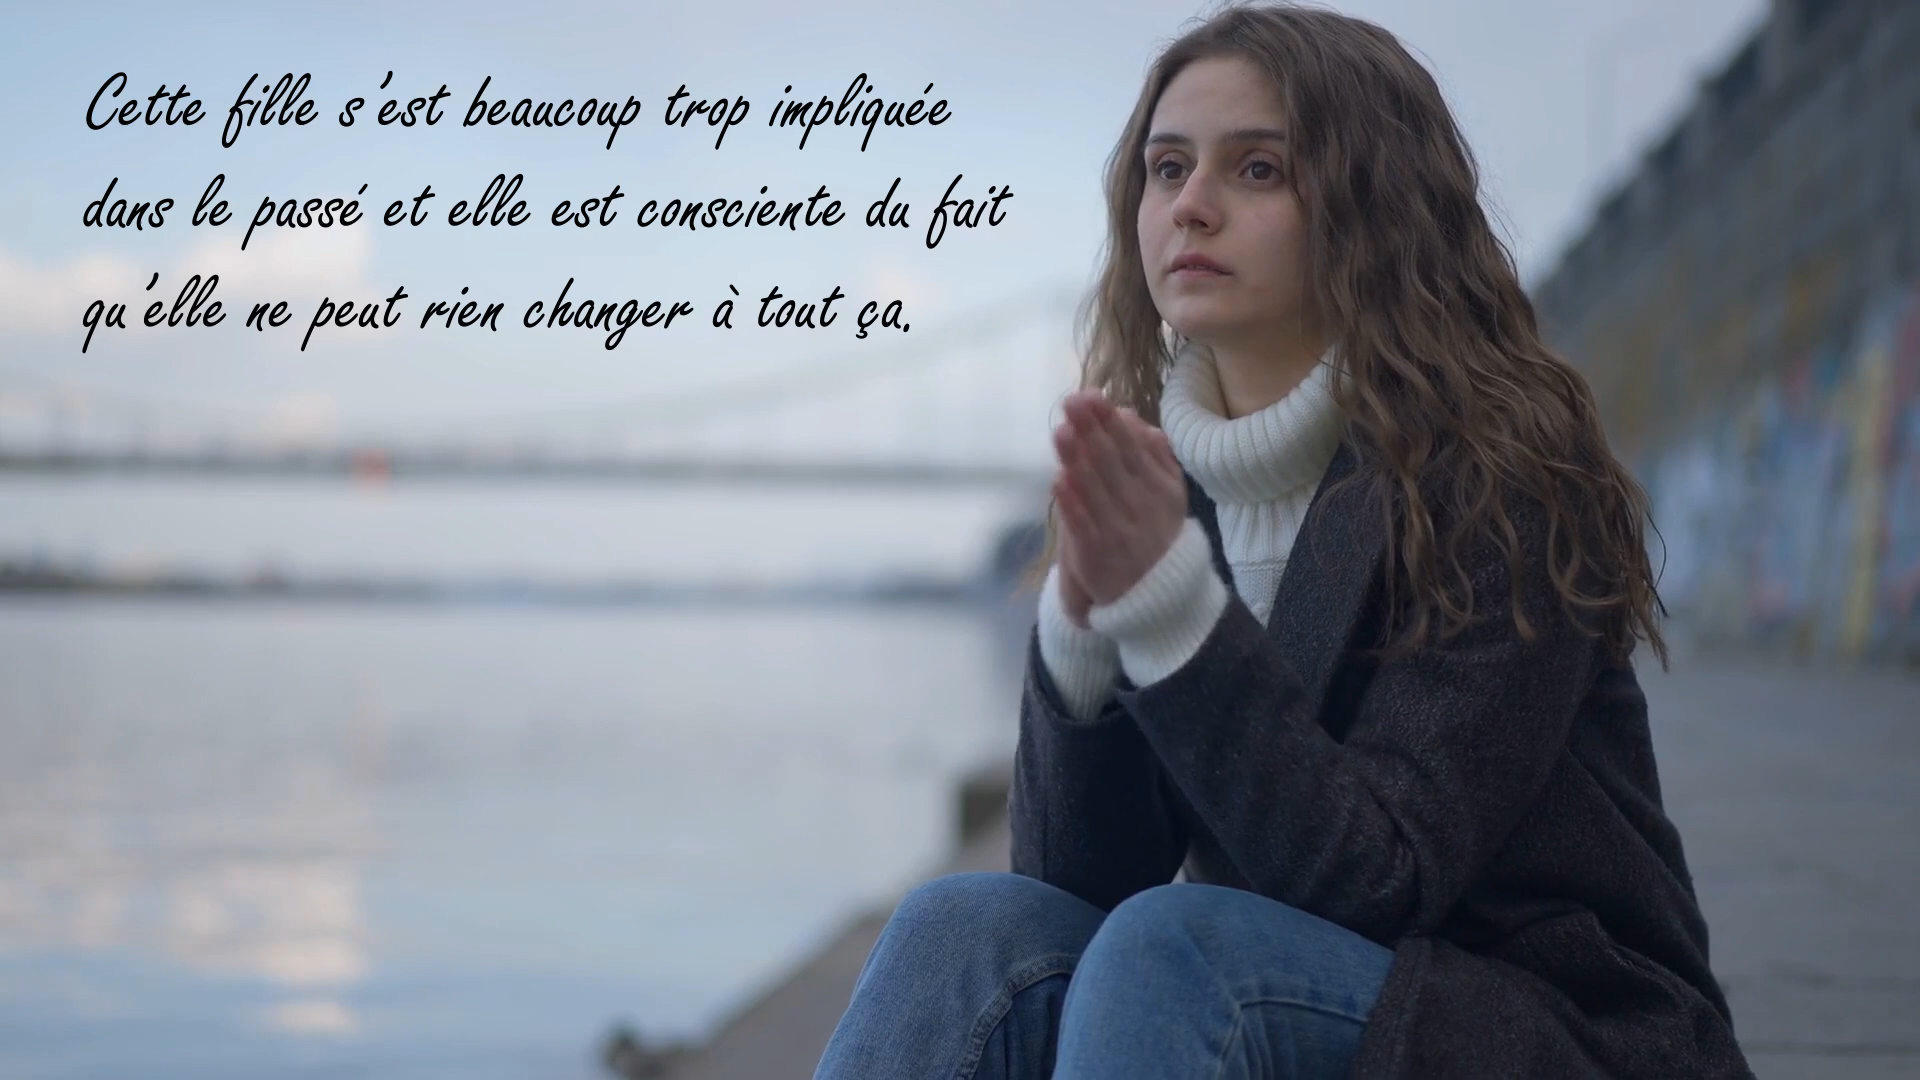 Cette fille s'est beaucoup trop impliquée
dans le passé et elle est consciente du fait
qu'elle ne peut rien changer à tout ça.